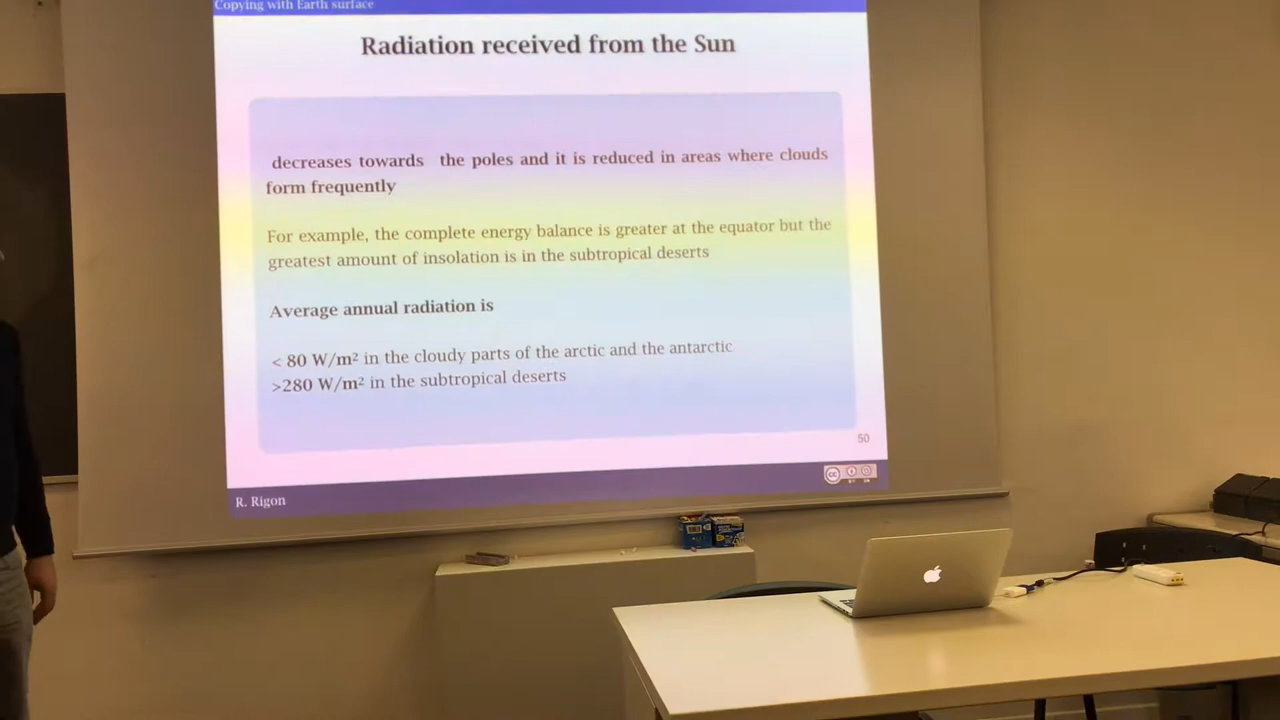 Copying with Earth surface
Radiation received from the Sun
decreases towards the poles and it is reduced in areas where clouds
form frequently
For example, the complete energy balance is greater at the equator but the
greatest amount of insolation is in the subtropical deserts
Average annual radiation is
< 80 W/m² in the cloudy parts of the arctic and the antarctic
>280 W/m² in the subtropical deserts
50
R. Rigon